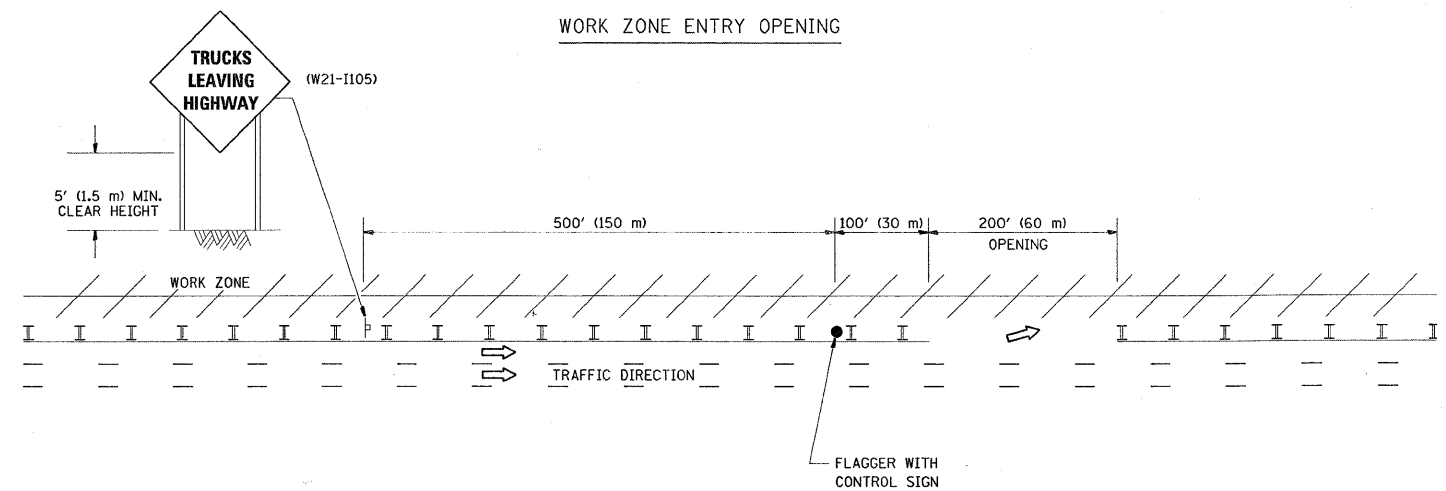 WORK ZONE ENTRY OPENING
TRUCKS
LEAVING
HIGHWAY
(W21-I105)
5' (1.5 m) MIN.
CLEAR HEIGHT
500' (150 m)
100' (30 m)
200' (60 m)
OPENING
WORK ZONE
TRAFFIC DIRECTION
FLAGGER WITH
CONTROL SIGN